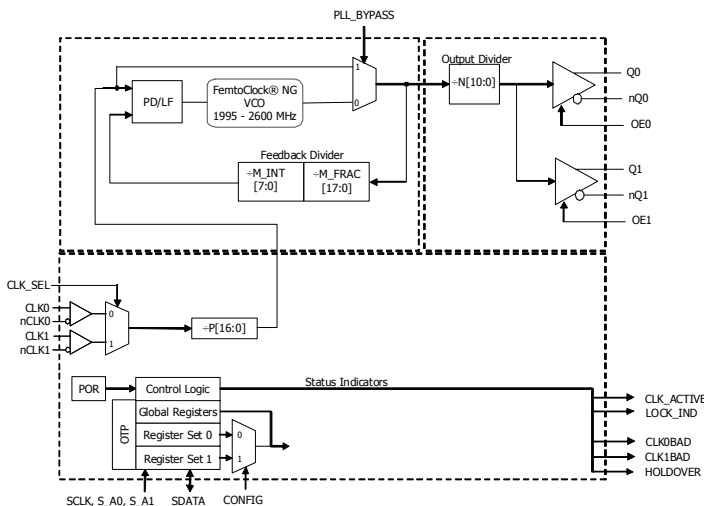 PLL_BYPASS
Output Divider
÷N[10:0]
Q0
nQ0
OE0
Q1
nQ1
OE1
1
0
PD/LF
FemtoClock® NG
VCO
1995 - 2600 MHz
Feedback Divider
÷M_INT
[7:0]
÷M_FRAC
[17:0]
CLK_SEL
CLK0
nCLK0
CLK1
nCLK1
0
1
÷P[16:0]
POR
Control Logic
Status Indicators
Global Registers
OTP
Register Set 0
Register Set 1
0
1
CLK_ACTIVE
LOCK_IND
CLK0BAD
CLK1BAD
HOLDOVER
SCLK, S_A0, S_A1
SDATA
CONFIG